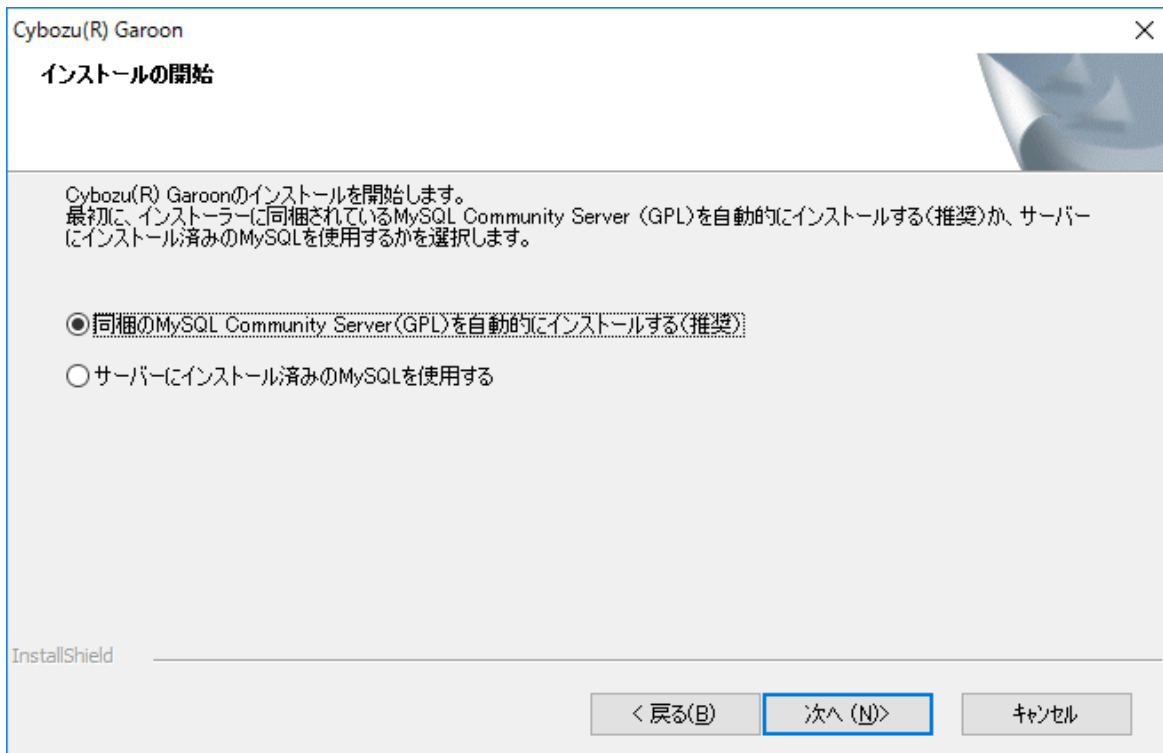 Cybozu(R) Garoon
インストールの開始
Cybozu(R) Garoonのインストールを開始します。
最初に、インストーラーに同梱されているMySQL Community Server (GPL)を自動的にインストールする(推奨)か、サーバー
にインストール済みのMySQLを使用するかを選択します。
同梱のMySQL Community Server(GPL)を自動的にインストールする(推奨)
サーバーにインストール済みのMySQLを使用する
InstallShield
< 戻る(B)
次へ (N)>
キャンセル